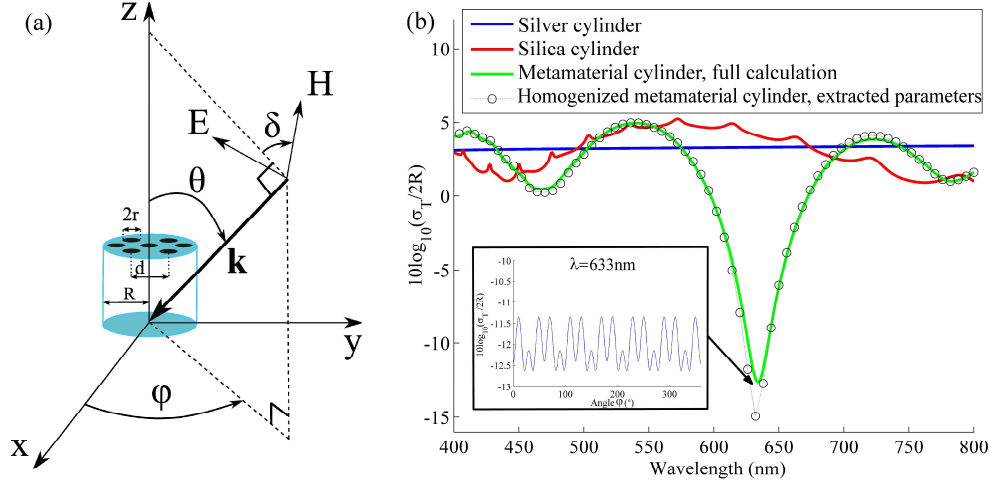 (a)
z
H
E
δ
θ
2r
d
k
R
y
φ
x
(b)
Silver cylinder
Silica cylinder
Metamaterial cylinder, full calculation
Homogenized metamaterial cylinder, extracted parameters
10log₁₀(σ_T/2R)
10
5
0
-5
-10
-15
400 450 500 550 600 650 700 750 800
Wavelength (nm)
λ=633nm
10log₁₀(σ_T/2R)
-10
-10.5
-11
-11.5
-12
-12.5
-13
0 100 200 300
Angle φ(°)